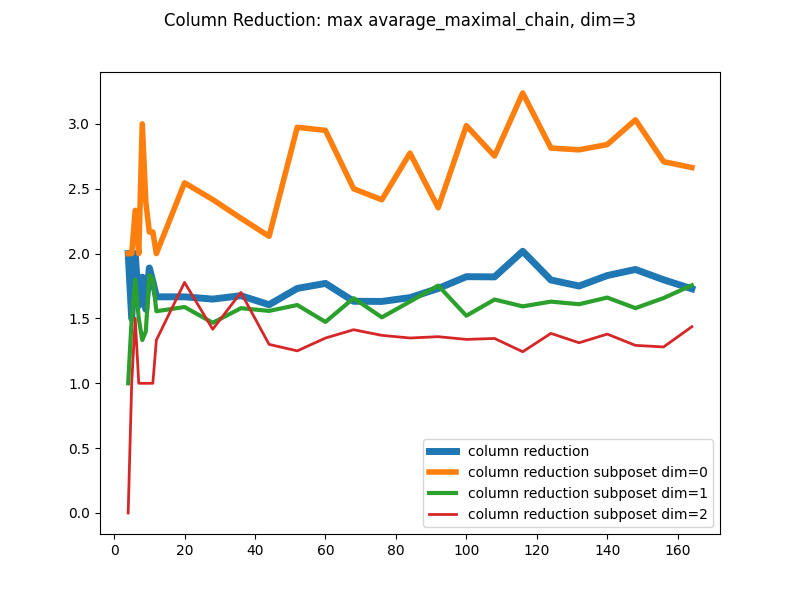 Column Reduction: max avarage_maximal_chain, dim=3
3.0
2.5
2.0
1.5
1.0
0.5
0.0
column reduction
column reduction subposet dim=0
column reduction subposet dim=1
column reduction subposet dim=2
0 20 40 60 80 100 120 140 160